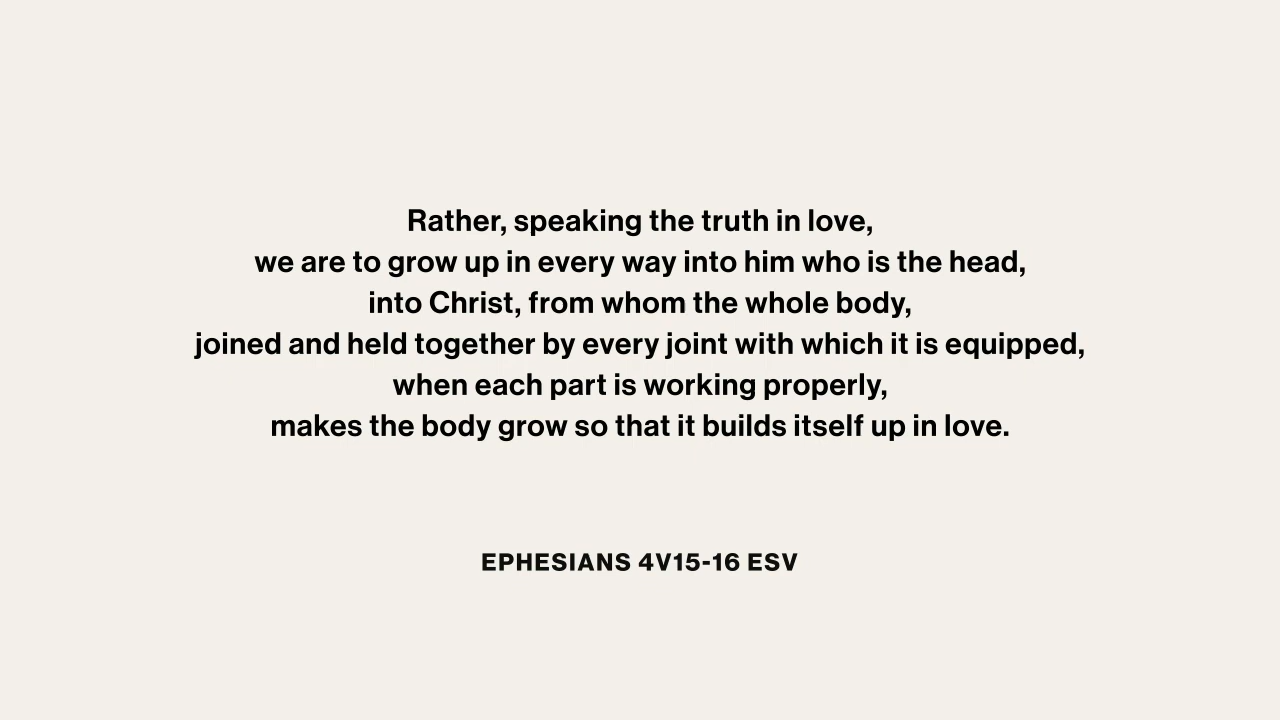 Rather, speaking the truth in love,
we are to grow up in every way into him who is the head,
into Christ, from whom the whole body,
joined and held together by every joint with which it is equipped,
when each part is working properly,
makes the body grow so that it builds itself up in love.
EPHESIANS 4V15-16 ESV